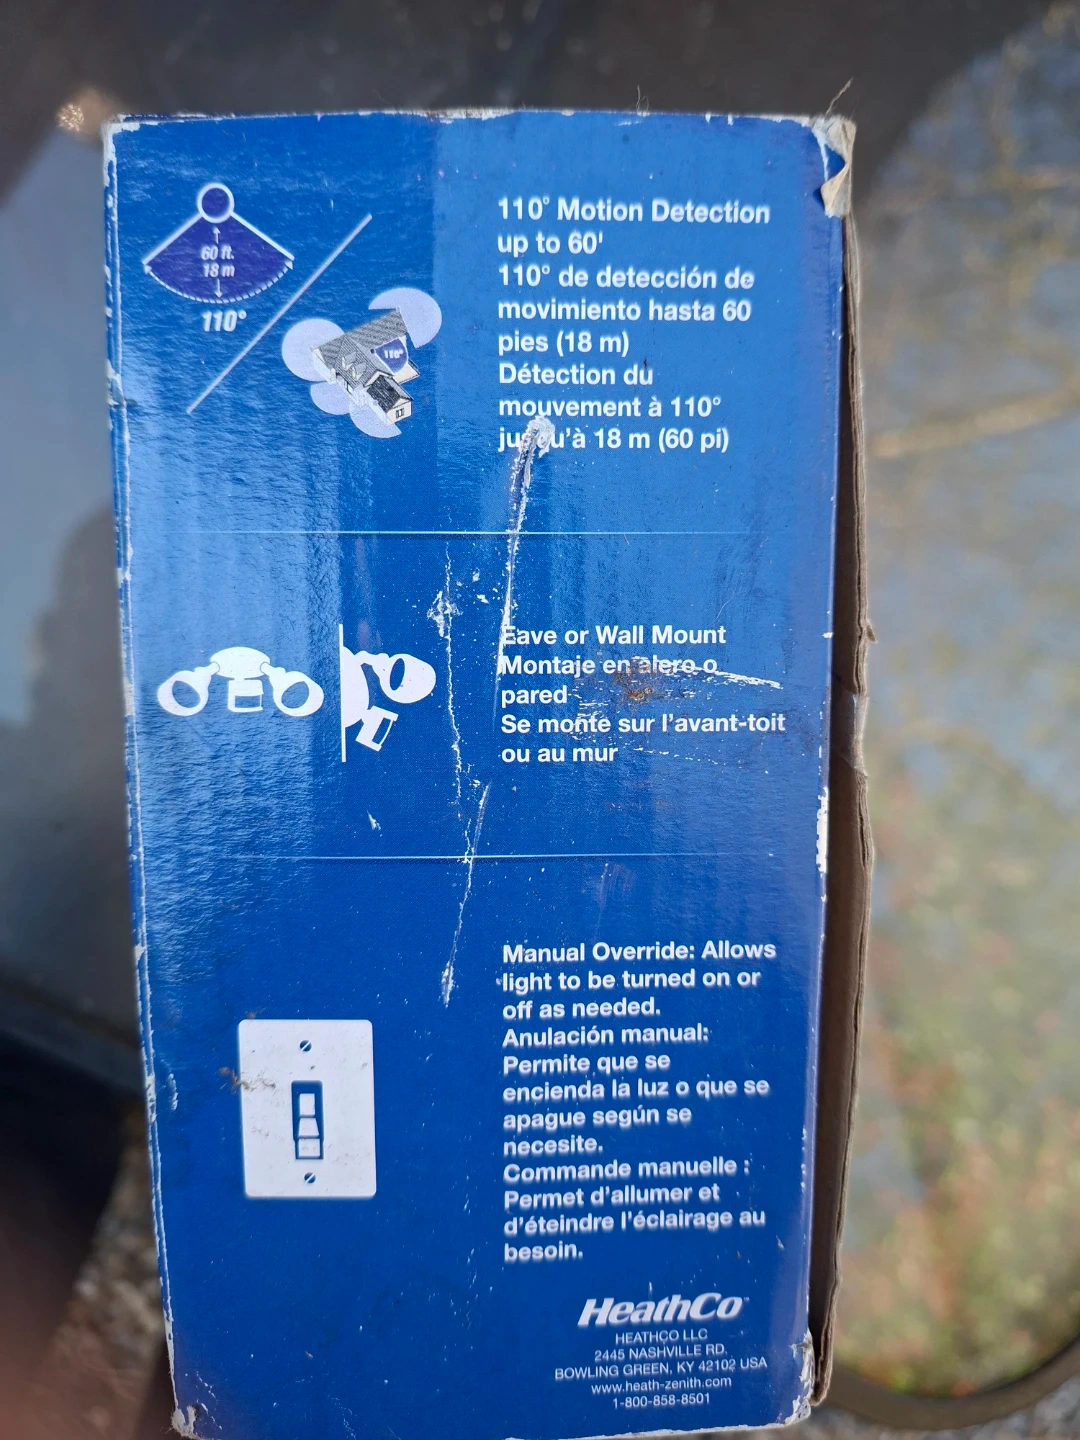 60 ft.
18 m
110°
110°
110° Motion Detection
up to 60'
110° de detección de
movimiento hasta 60
pies (18 m)
Détection du
mouvement à 110°
jusqu'à 18 m (60 pi)
Eave or Wall Mount
Montaje en alero o
pared
Se monte sur l'avant-toit
ou au mur
Manual Override: Allows
light to be turned on or
off as needed.
Anulación manual:
Permite que se
encienda la luz o que se
apague según se
necesite.
Commande manuelle :
Permet d'allumer et
d'éteindre l'éclairage au
besoin.
HeathCo™
HEATHCO LLC
2445 NASHVILLE RD.
BOWLING GREEN, KY 42102 USA
www.heath-zenith.com
1-800-858-8501